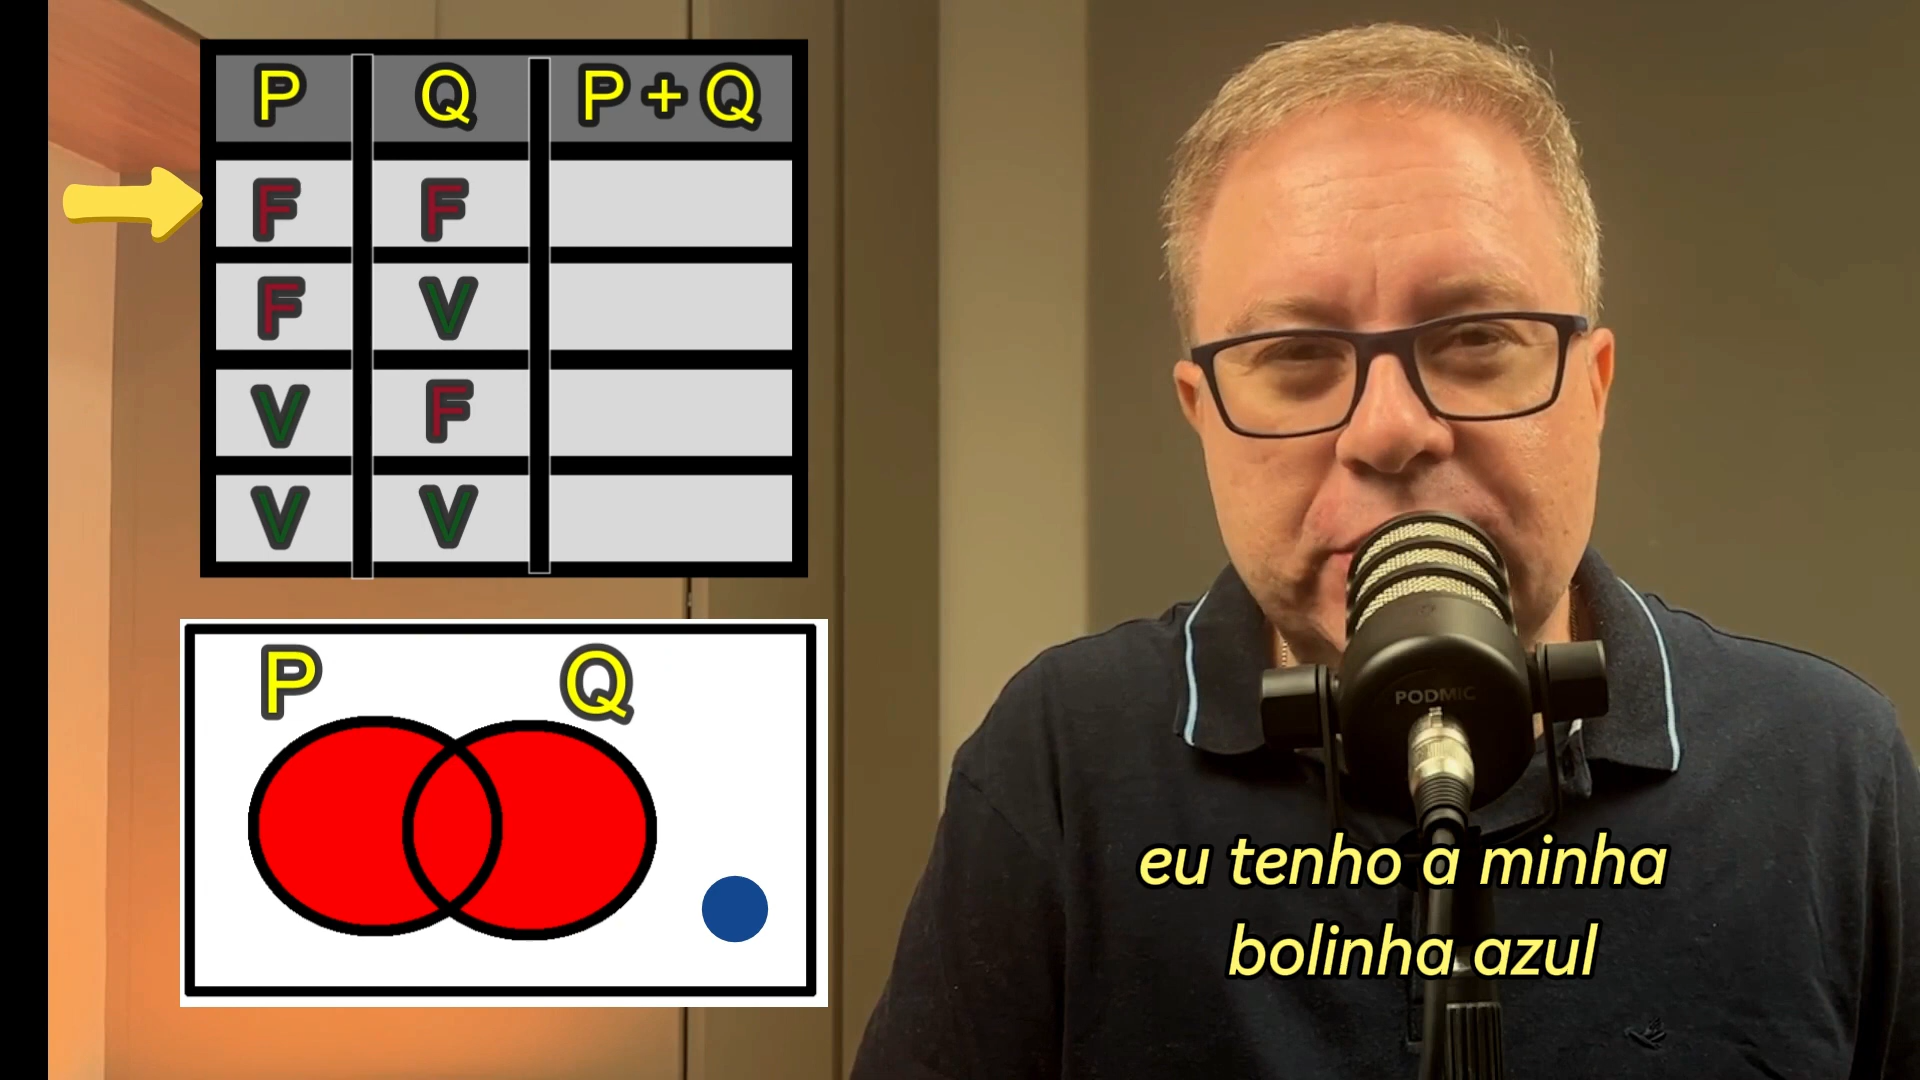 P Q P + Q
F F
F V
V F
V V
P Q
PODMIC
eu tenho a minha
bolinha azul